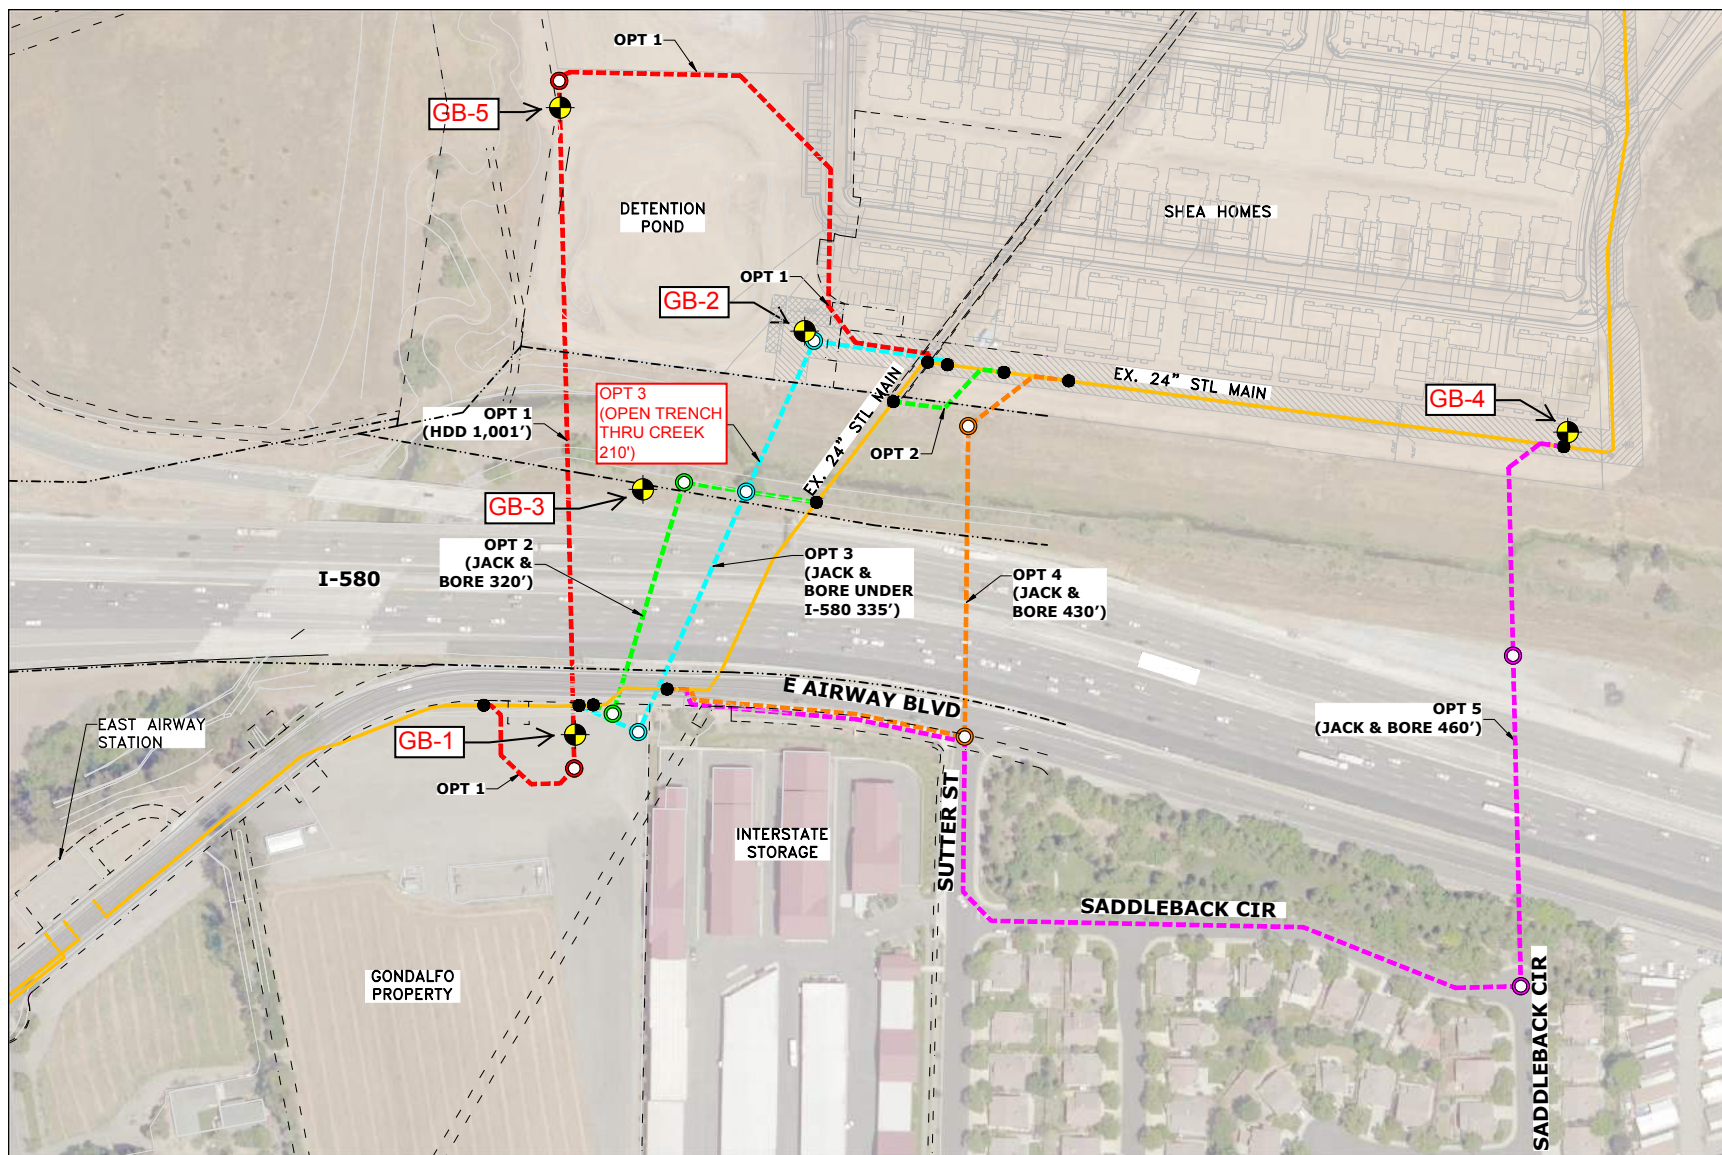 OPT 1
GB-5
DETENTION
POND
SHEA HOMES
OPT 1
GB-2
EX. 24" STL MAIN
EX. 24" STL MAIN
GB-4
OPT 3
(OPEN TRENCH
THRU CREEK
210')
OPT 1
(HDD 1,001')
OPT 2
GB-3
OPT 2
(JACK &
BORE 320')
I-580
OPT 3
(JACK &
BORE UNDER
I-580 335')
OPT 4
(JACK &
BORE 430')
E AIRWAY BLVD
OPT 5
(JACK & BORE 460')
EAST AIRWAY
STATION
GB-1
OPT 1
INTERSTATE
STORAGE
SUTTER ST
SADDLEBACK CIR
GONDALFO
PROPERTY
SADDLEBACK CIR